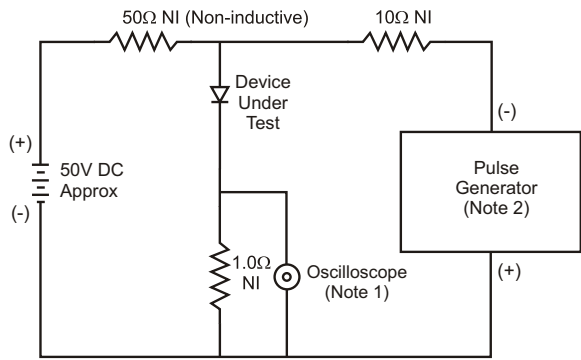 50Ω NI (Non-inductive)
10Ω NI
Device
Under
Test
(-)
(+)
50V DC
Approx
(-)
Pulse
Generator
(Note 2)
1.0Ω
NI
Oscilloscope
(Note 1)
(+)